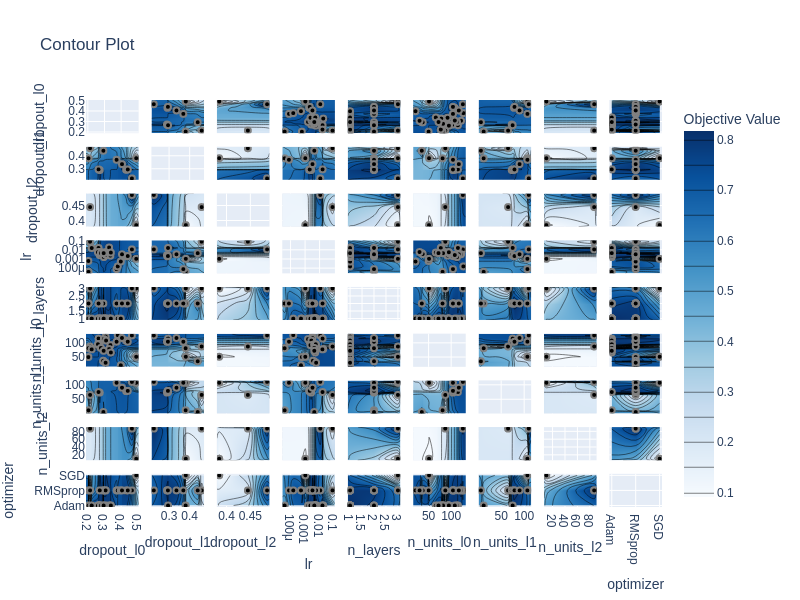 Contour Plot
Objective Value
dropout_l0
0.5
0.4
0.3
0.2
dropout_l1
0.4
0.3
dropout_l2
0.45
0.4
lr
0.1
0.01
0.001
100μ
n_layers
3
2.5
2
1.5
1
n_units_l0
100
50
n_units_l1
100
50
n_units_l2
80
60
40
20
optimizer
SGD
RMSprop
Adam
0.2 0.3 0.4 0.5
0.3 0.4
0.4 0.45
100μ 0.001 0.01 0.1
1 1.5 2 2.5 3
50 100
50 100
20 40 60 80
Adam RMSprop SGD
dropout_l0 dropout_l1 dropout_l2 lr n_layers n_units_l0 n_units_l1 n_units_l2 optimizer
0.8
0.7
0.6
0.5
0.4
0.3
0.2
0.1